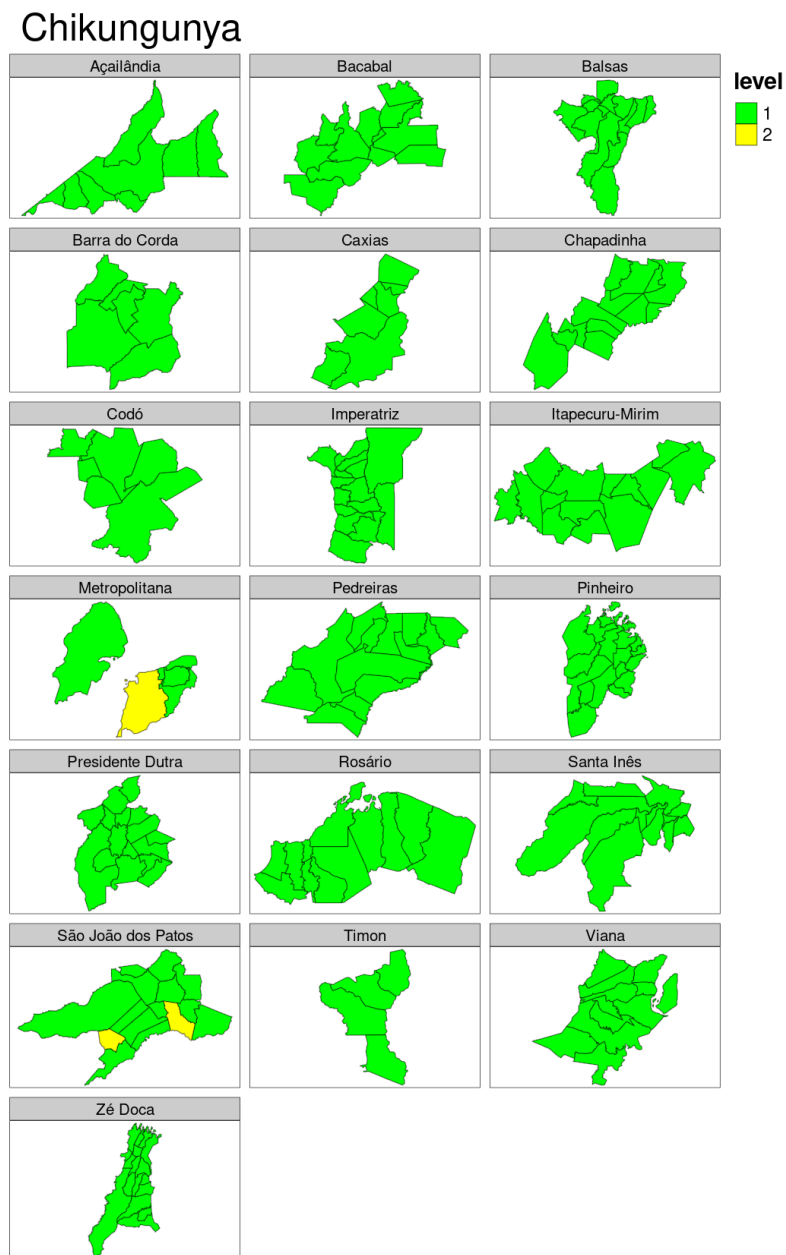 Chikungunya
Açailândia
Bacabal
Balsas
level
1
2
Barra do Corda
Caxias
Chapadinha
Codó
Imperatriz
Itapecuru-Mirim
Metropolitana
Pedreiras
Pinheiro
Presidente Dutra
Rosário
Santa Inês
São João dos Patos
Timon
Viana
Zé Doca